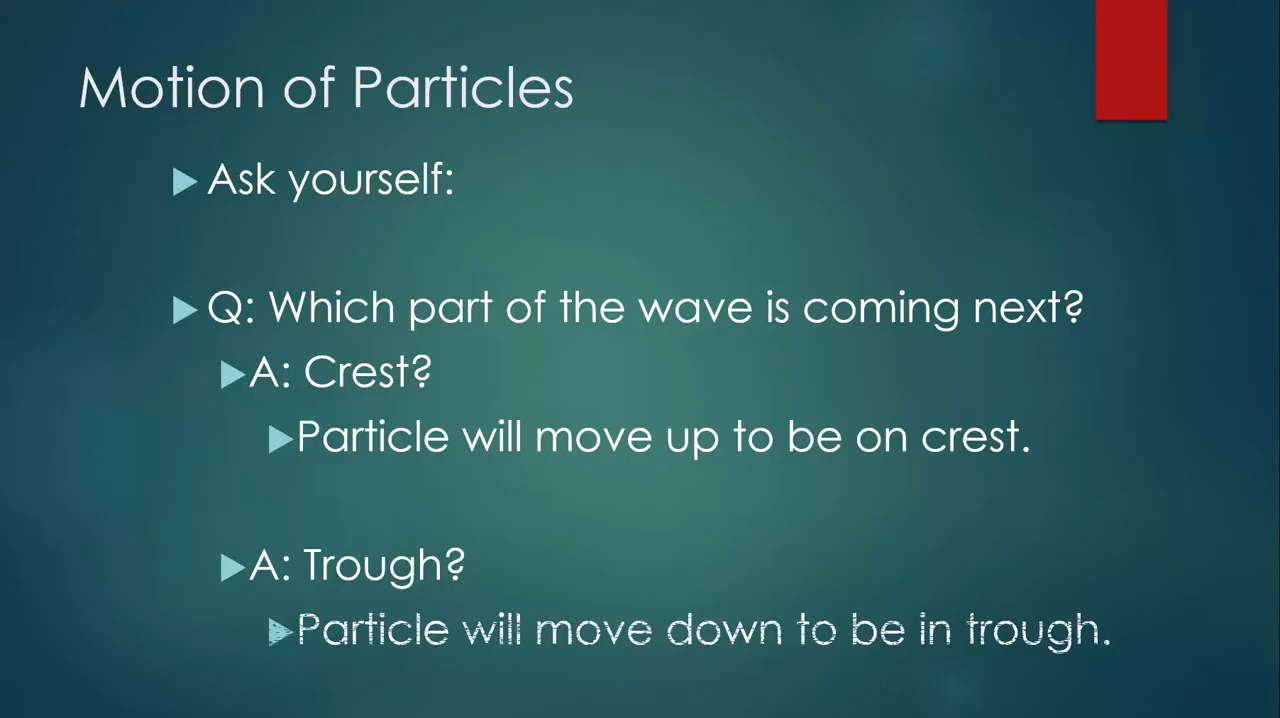 Motion of Particles
Ask yourself:
Q: Which part of the wave is coming next?
A: Crest?
Particle will move up to be on crest.
A: Trough?
Particle will move down to be in trough.